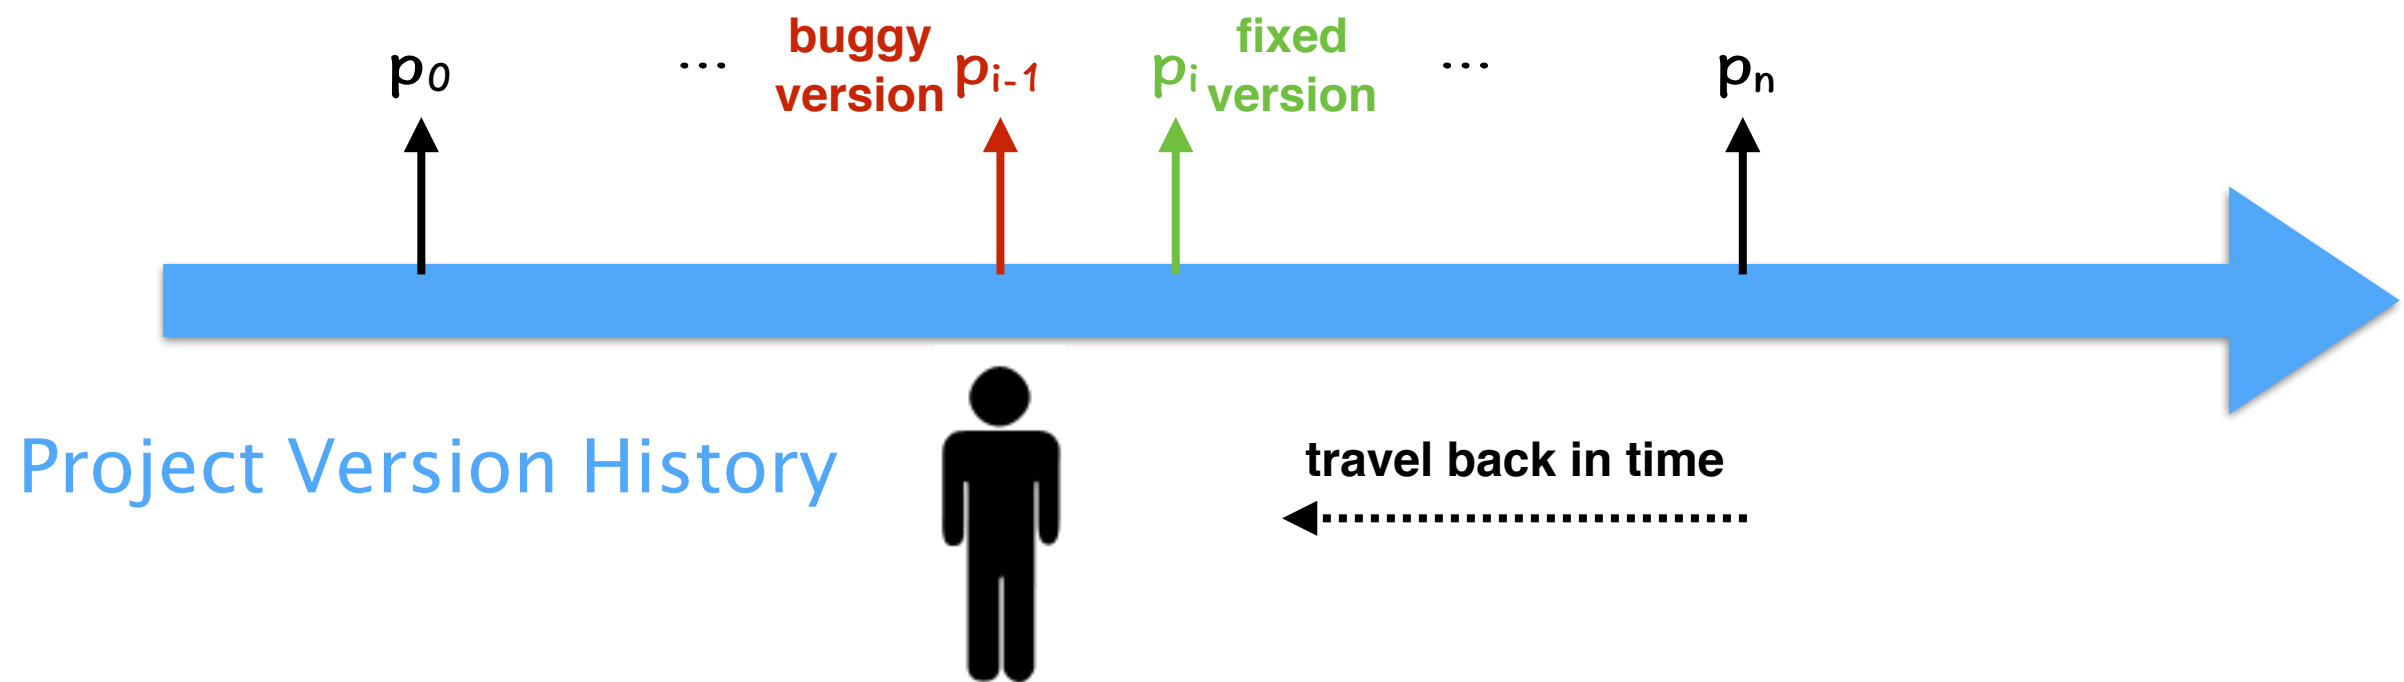 p0 ... buggy version pi-1 pi fixed version ... pn
Project Version History
travel back in time